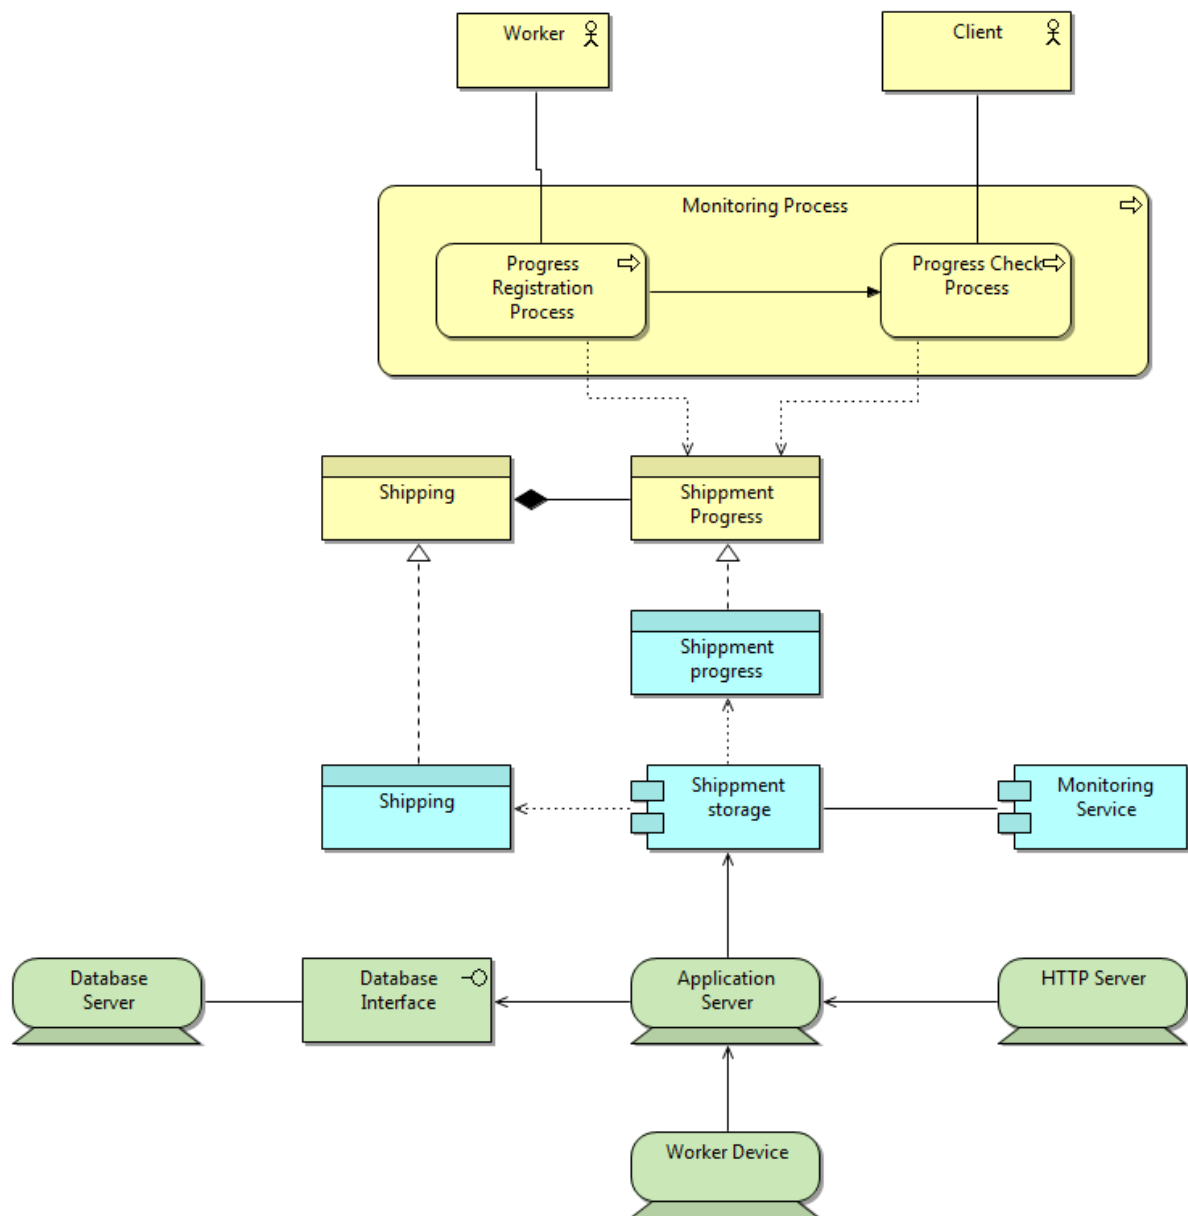 Worker
Client
Monitoring Process
Progress
Registration
Process
Progress Check
Process
Shipping
Shippment
Progress
Shippment
progress
Shipping
Shippment
storage
Monitoring
Service
Database
Server
Database
Interface
Application
Server
HTTP Server
Worker Device